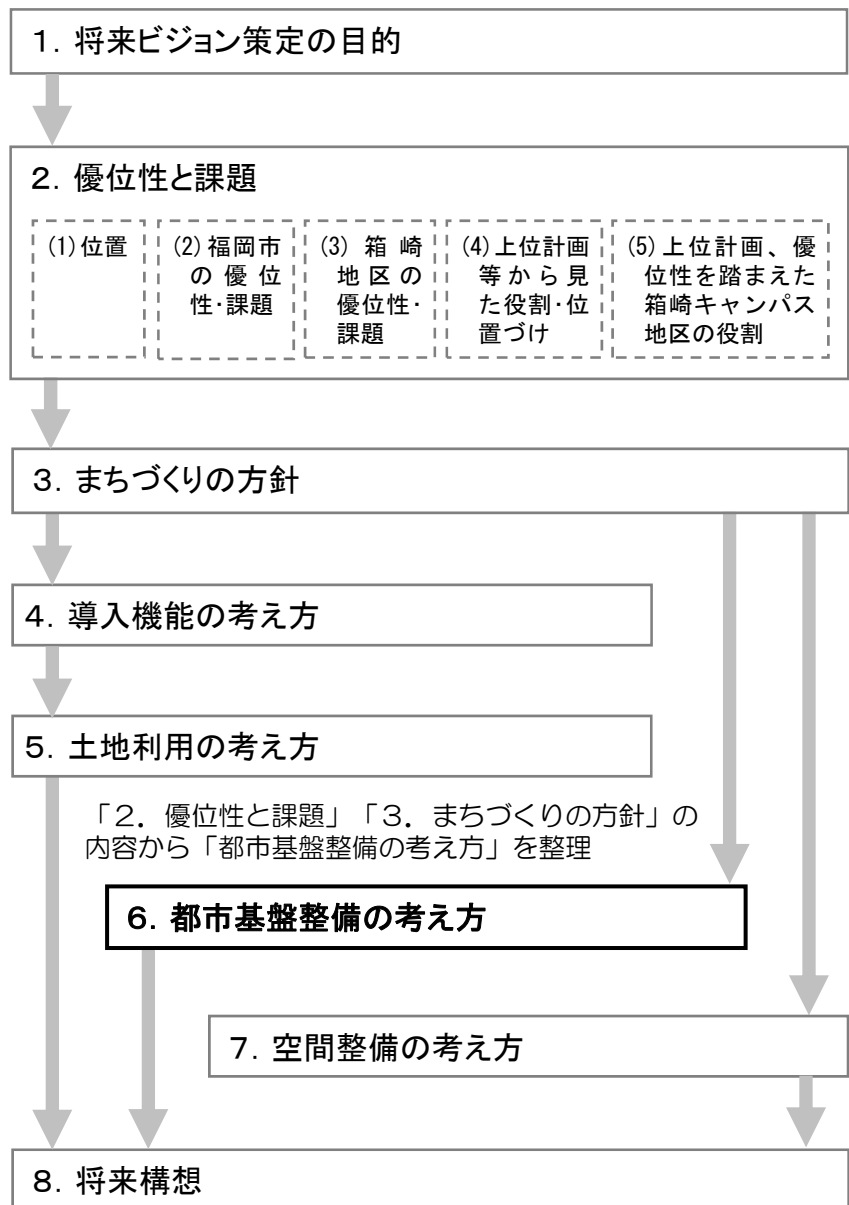 １．将来ビジョン策定の目的
２．優位性と課題
(1)位置
(2)福岡市
の優位
性・課題
(3) 箱崎
地区の
優位性・
課題
(4)上位計画
等から見
た役割・位
置づけ
(5)上位計画、優
位性を踏まえた
箱崎キャンパス
地区の役割
３．まちづくりの方針
４．導入機能の考え方
５．土地利用の考え方
「２．優位性と課題」「３．まちづくりの方針」の
内容から「都市基盤整備の考え方」を整理
６．都市基盤整備の考え方
７．空間整備の考え方
８．将来構想